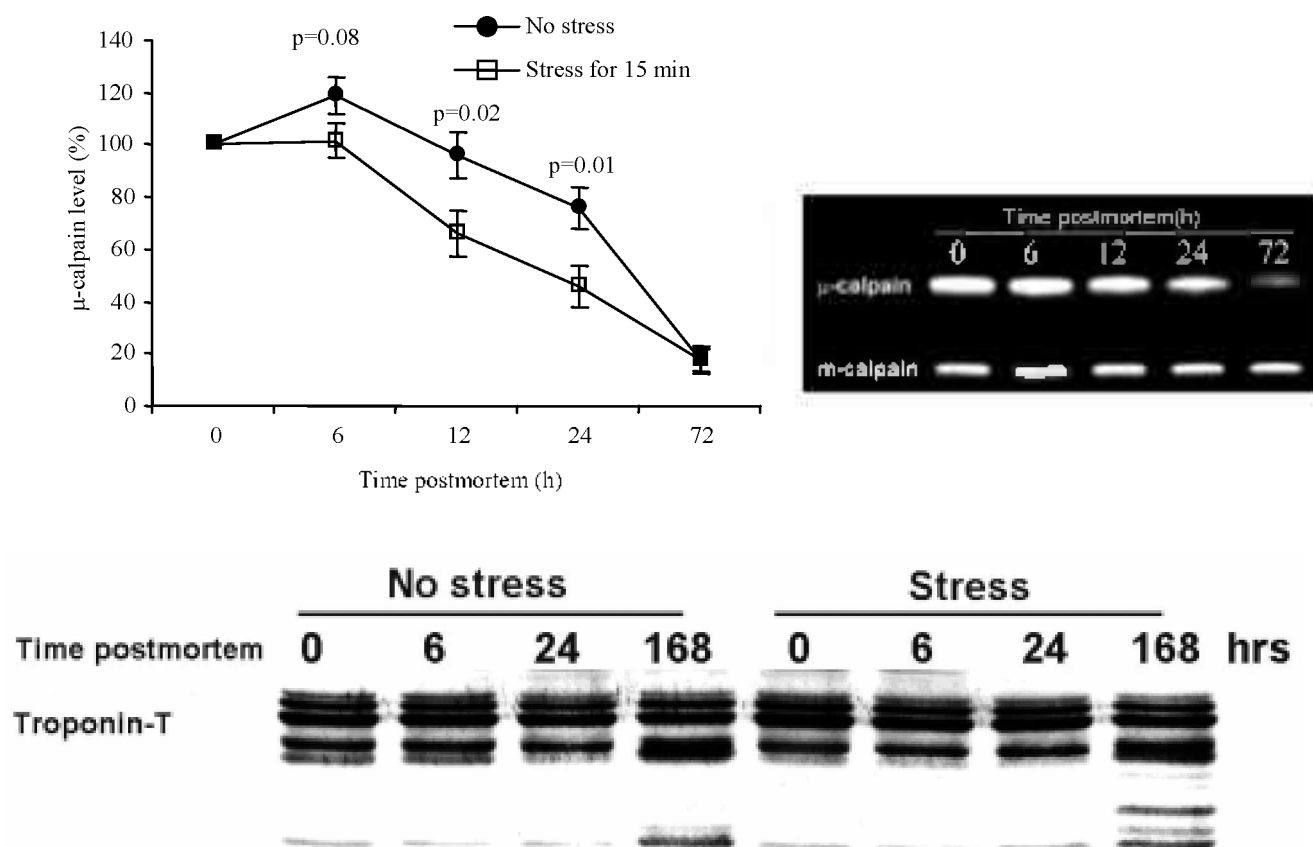 140
120
100
80
60
40
20
0
μ-calpain level (%)
p=0.08
p=0.02
p=0.01
No stress
Stress for 15 min
0 6 12 24 72
Time postmortem (h)
Time postmortem(h)
0 6 12 24 72
μ-calpain
m-calpain
No stress Stress
Time postmortem 0 6 24 168 0 6 24 168 hrs
Troponin-T